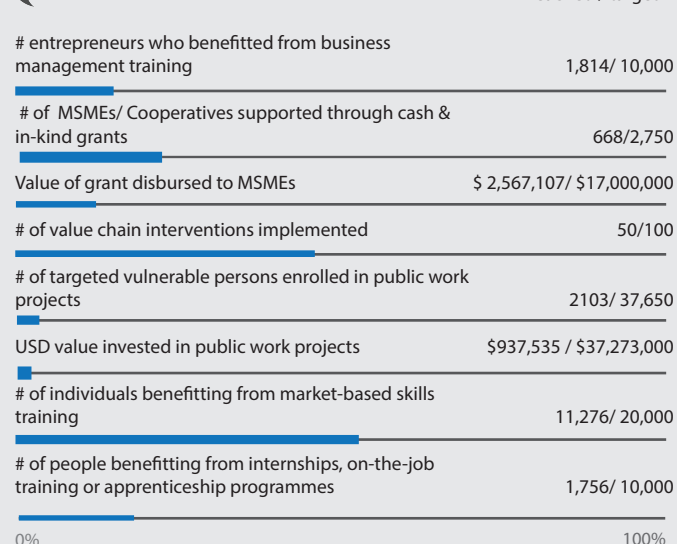 # entrepreneurs who benefitted from business
management training 1,814/ 10,000
# of MSMEs/ Cooperatives supported through cash &
in-kind grants 668/2,750
Value of grant disbursed to MSMEs $ 2,567,107/ $17,000,000
# of value chain interventions implemented 50/100
# of targeted vulnerable persons enrolled in public work
projects 2103/ 37,650
USD value invested in public work projects $937,535 / $37,273,000
# of individuals benefitting from market-based skills
training 11,276/ 20,000
# of people benefitting from internships, on-the-job
training or apprenticeship programmes 1,756/ 10,000
0% 100%